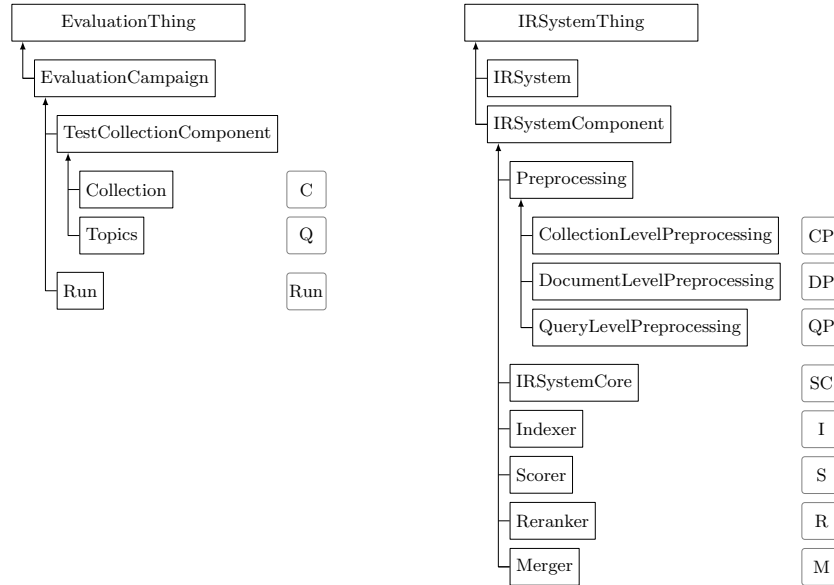 EvaluationThing
EvaluationCampaign
TestCollectionComponent
Collection C
Topics Q
Run Run
IRSystemThing
IRSystem
IRSystemComponent
Preprocessing
CollectionLevelPreprocessing CP
DocumentLevelPreprocessing DP
QueryLevelPreprocessing QP
IRSystemCore SC
Indexer I
Scorer S
Reranker R
Merger M